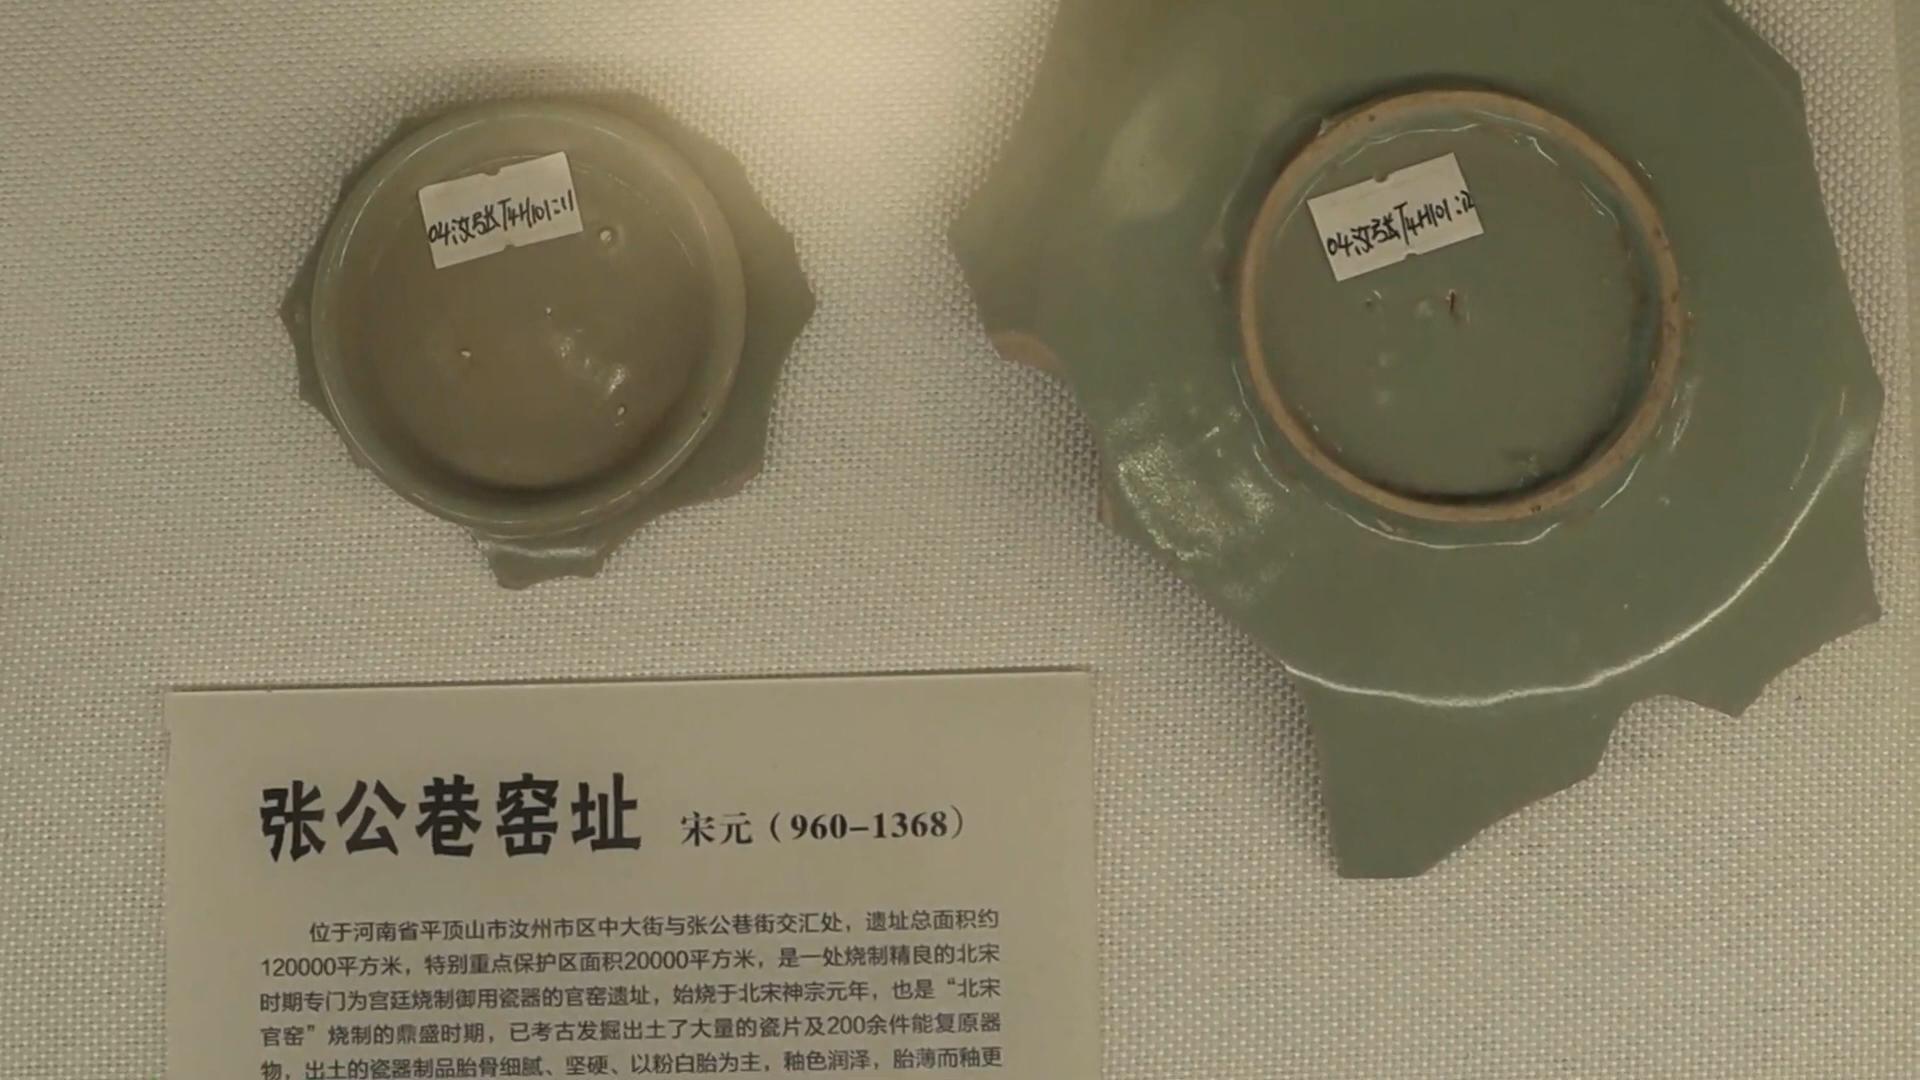 04汝张T4H101:11
04汝张T4H101:12
张公巷窑址 宋元（960-1368）
位于河南省平顶山市汝州市区中大街与张公巷街交汇处，遗址总面积约
120000平方米，特别重点保护区面积20000平方米，是一处烧制精良的北宋
时期专门为宫廷烧制御用瓷器的官窑遗址，始烧于北宋神宗元年，也是“北宋
官窑”烧制的鼎盛时期，已考古发掘出土了大量的瓷片及200余件能复原器
物，出土的瓷器制品胎骨细腻、坚硬、以粉白胎为主，釉色润泽，胎薄而釉更